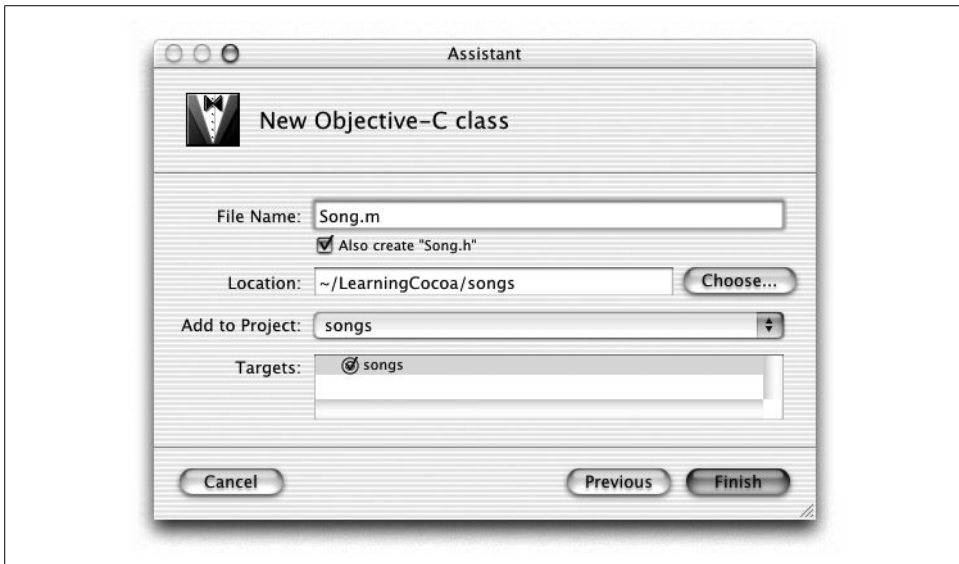 Assistant
New Objective-C class
File Name: Song.m
Also create "Song.h"
Location: ~/LearningCocoa/songs Choose...
Add to Project: songs
Targets: songs
Cancel Previous Finish